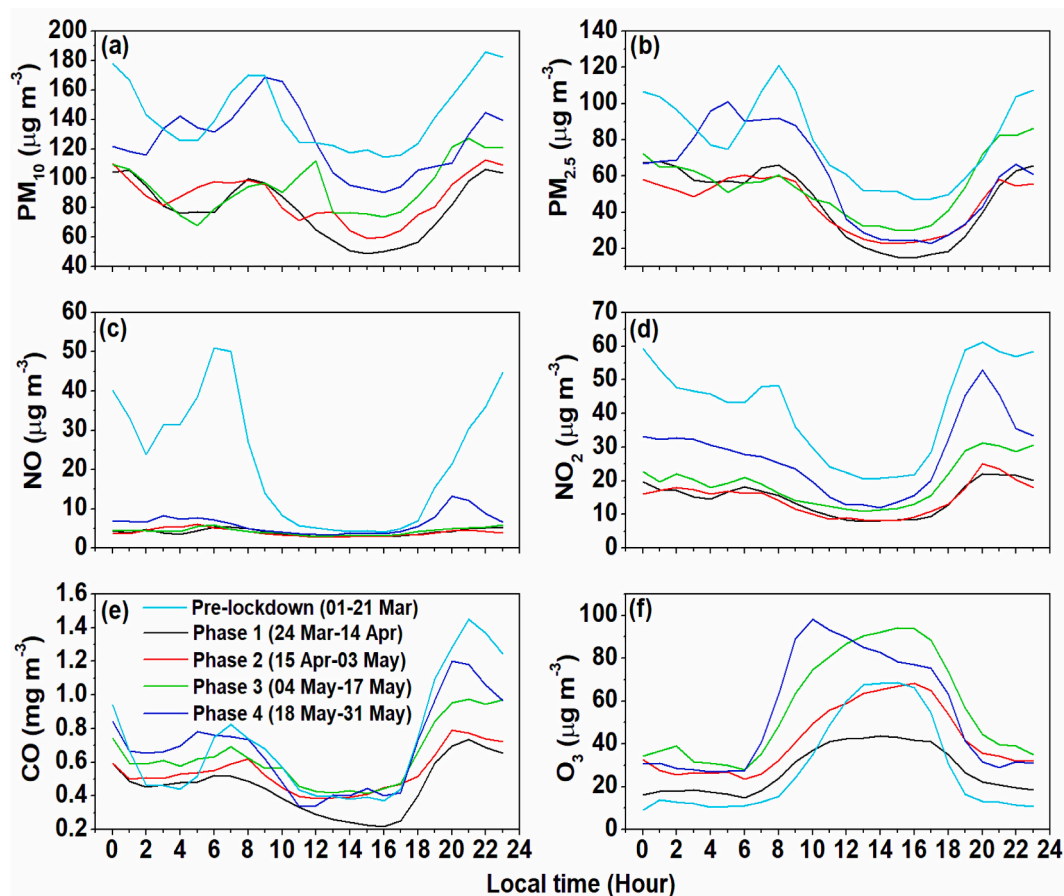 (a)
PM10 (µg m⁻³)
200
180
160
140
120
100
80
60
40
(b)
PM2.5 (µg m⁻³)
140
120
100
80
60
40
20
(c)
NO (µg m⁻³)
60
50
40
30
20
10
0
(d)
NO2 (µg m⁻³)
70
60
50
40
30
20
10
0
(e)
CO (mg m⁻³)
1.6
1.4
1.2
1.0
0.8
0.6
0.4
0.2
Pre-lockdown (01-21 Mar)
Phase 1 (24 Mar-14 Apr)
Phase 2 (15 Apr-03 May)
Phase 3 (04 May-17 May)
Phase 4 (18 May-31 May)
0 2 4 6 8 10 12 14 16 18 20 22 24
(f)
O3 (µg m⁻³)
100
80
60
40
20
0
0 2 4 6 8 10 12 14 16 18 20 22 24
Local time (Hour)